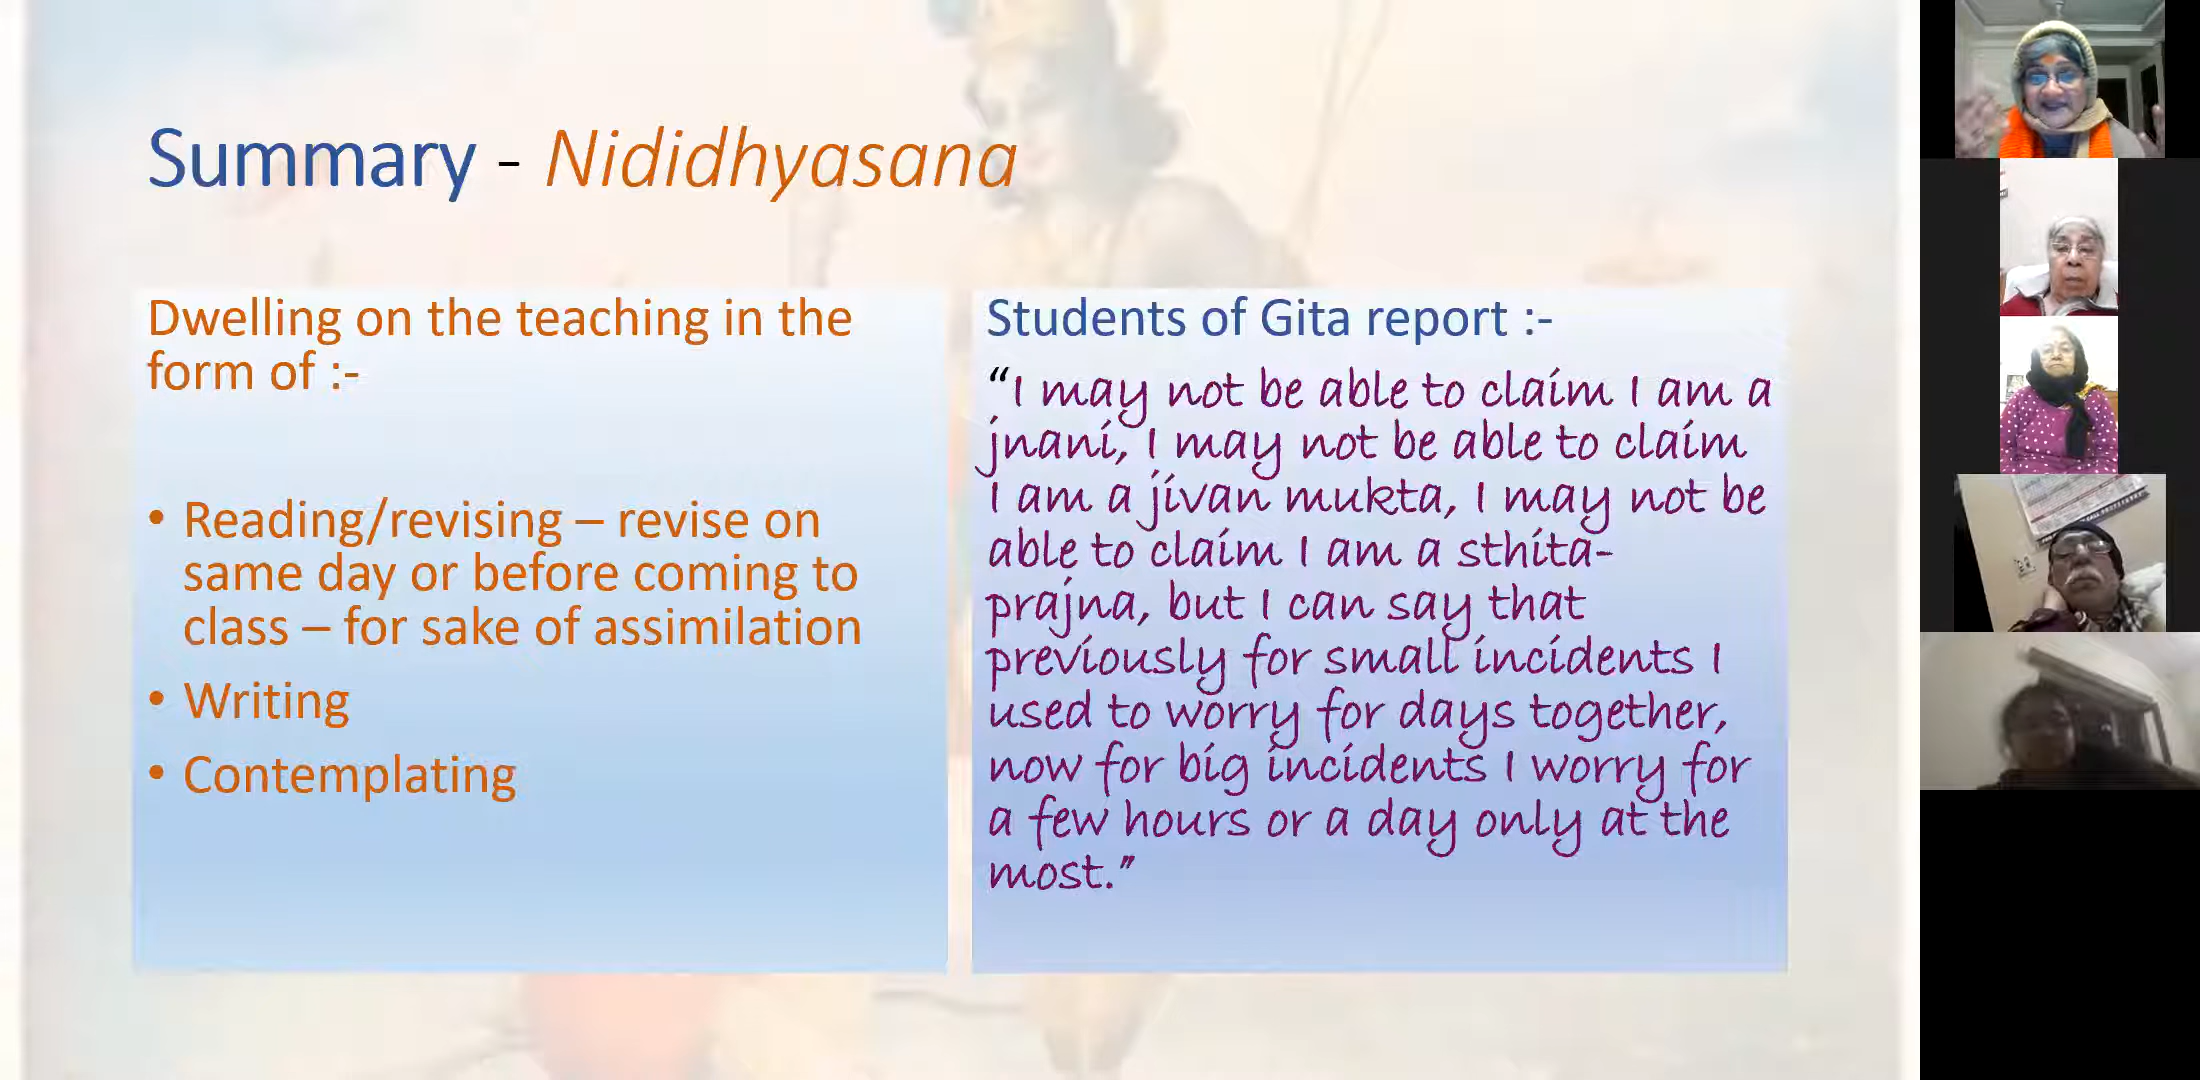 Summary - Nididhyasana
Dwelling on the teaching in the
form of :-
• Reading/revising – revise on
same day or before coming to
class – for sake of assimilation
• Writing
• Contemplating
Students of Gita report :-
“I may not be able to claim I am a
jnani, I may not be able to claim
I am a jivan mukta, I may not be
able to claim I am a sthita-
prajna, but I can say that
previously for small incidents I
used to worry for days together,
now for big incidents I worry for
a few hours or a day only at the
most.”